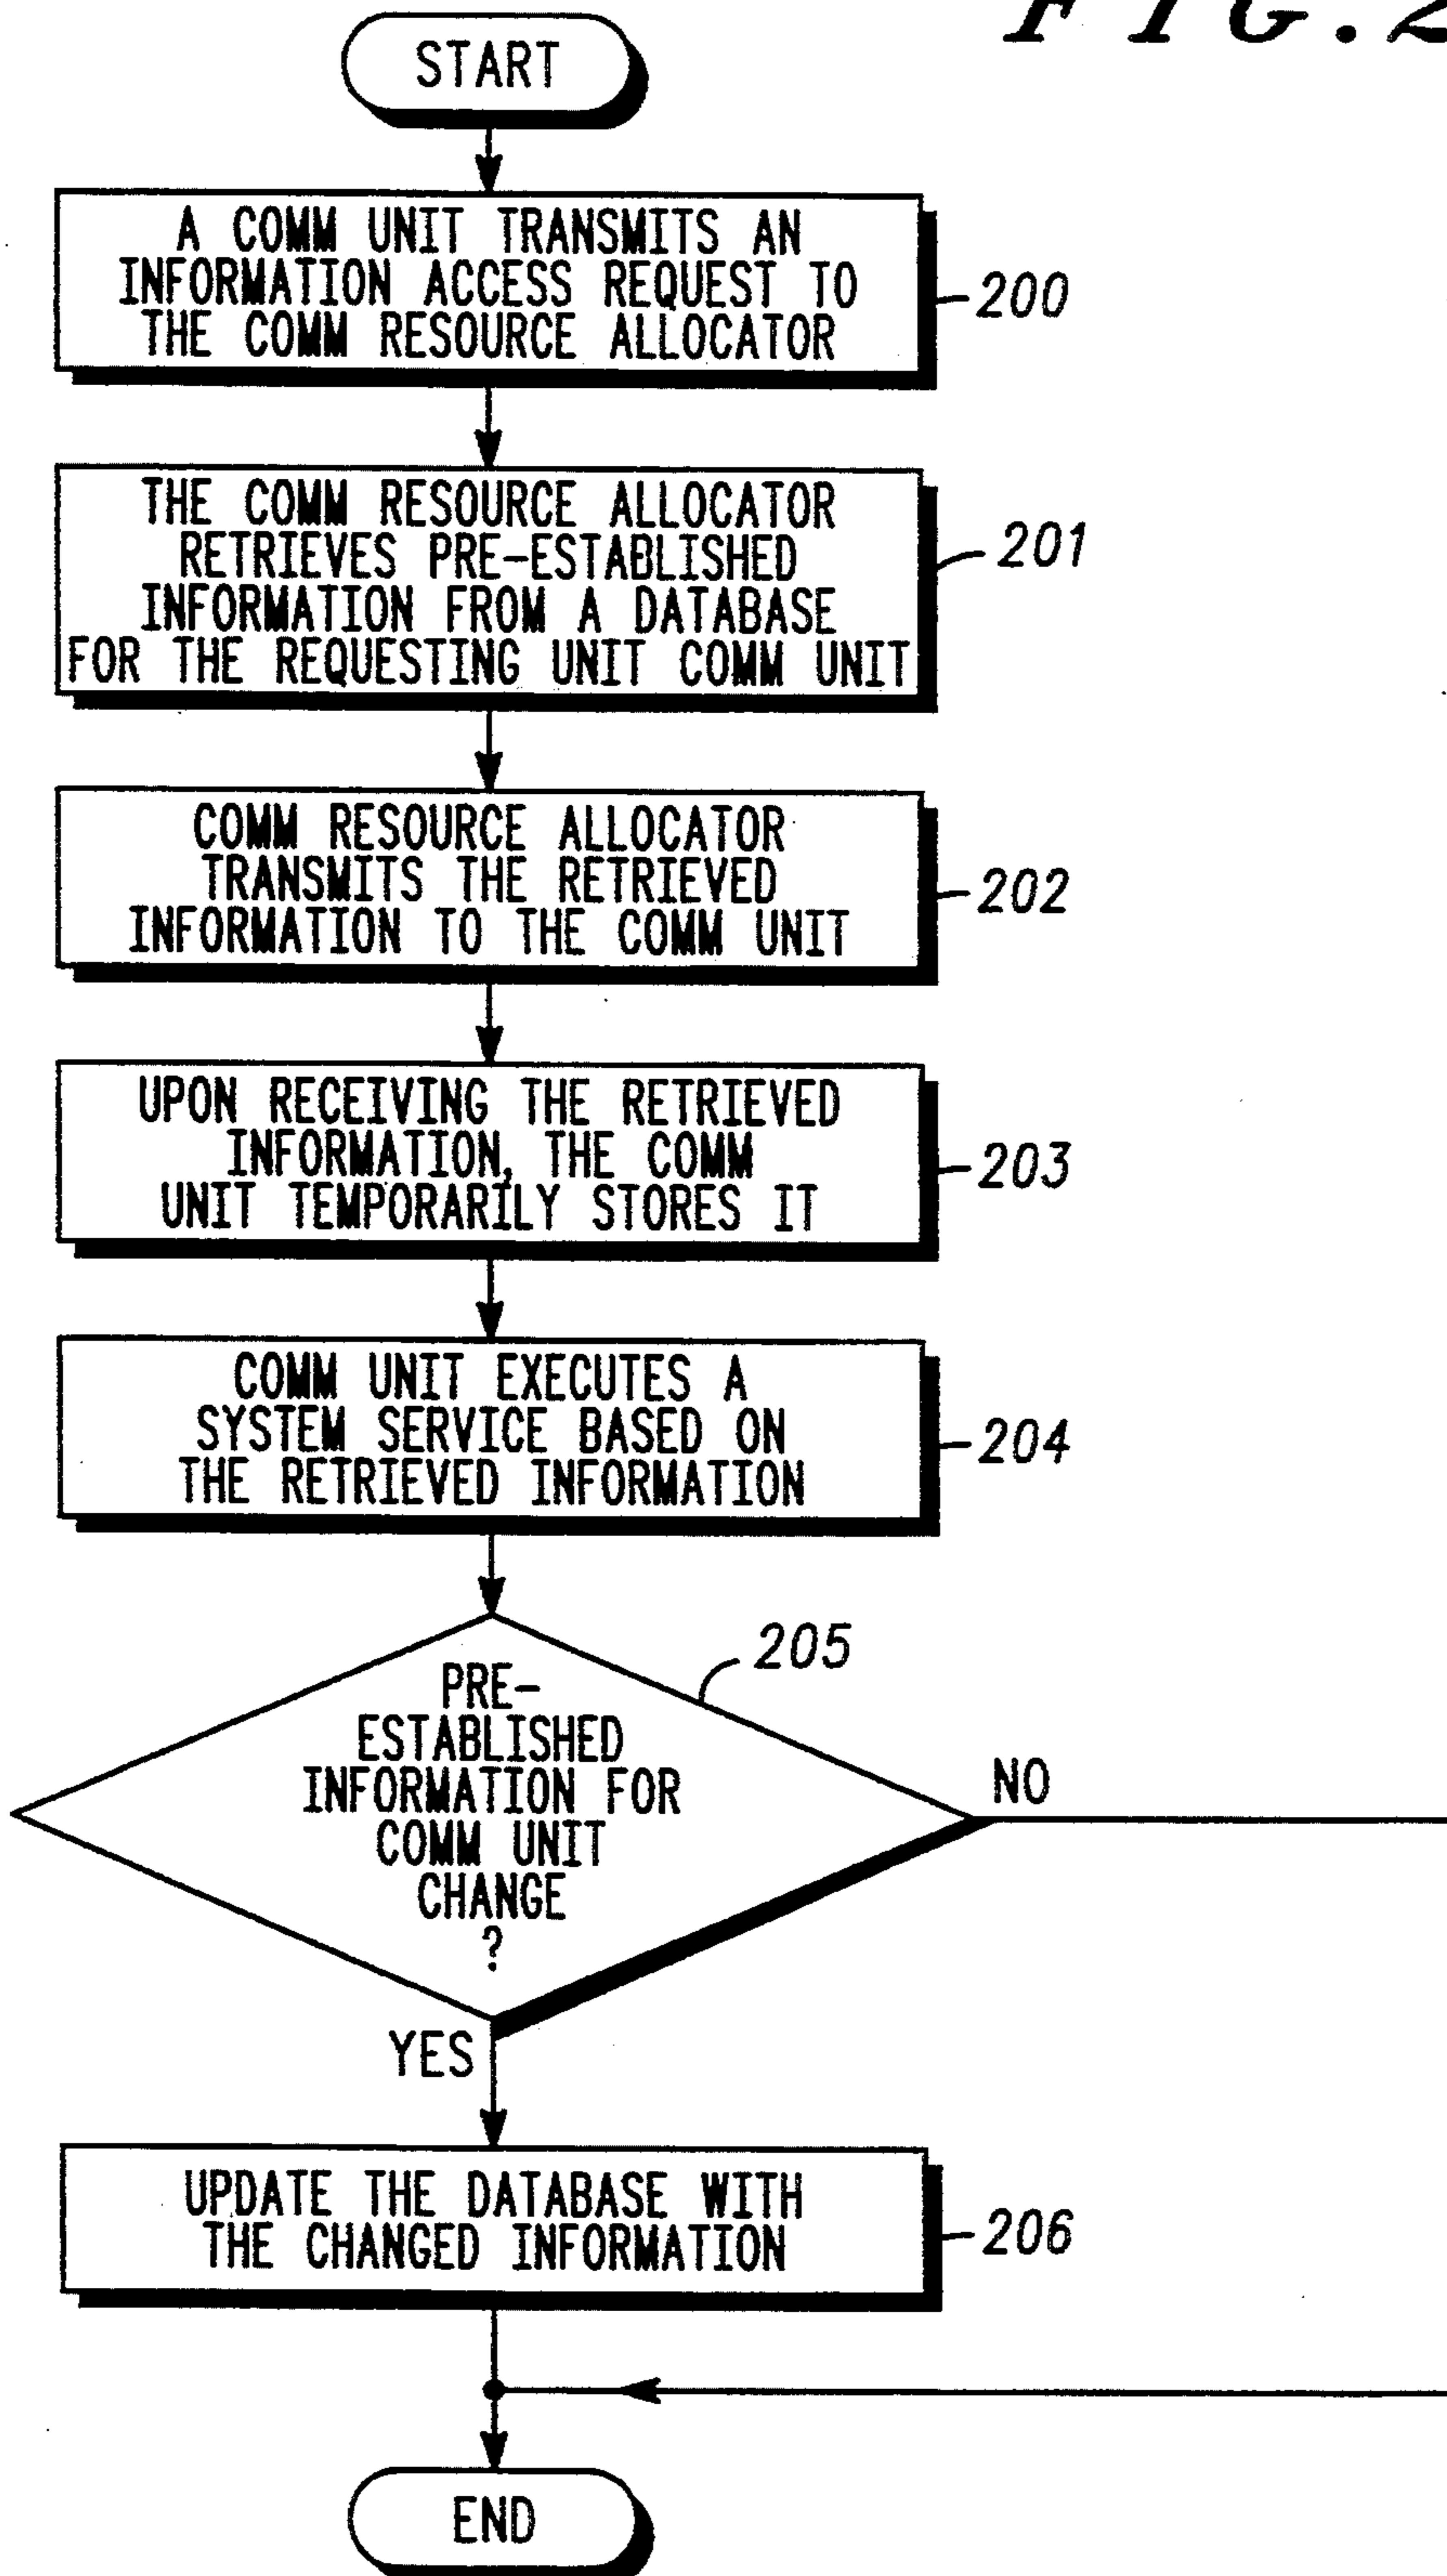 FIG.2
START
A COMM UNIT TRANSMITS AN
INFORMATION ACCESS REQUEST TO
THE COMM RESOURCE ALLOCATOR
200
THE COMM RESOURCE ALLOCATOR
RETRIEVES PRE-ESTABLISHED
INFORMATION FROM A DATABASE
FOR THE REQUESTING UNIT COMM UNIT
201
COMM RESOURCE ALLOCATOR
TRANSMITS THE RETRIEVED
INFORMATION TO THE COMM UNIT
202
UPON RECEIVING THE RETRIEVED
INFORMATION, THE COMM
UNIT TEMPORARILY STORES IT
203
COMM UNIT EXECUTES A
SYSTEM SERVICE BASED ON
THE RETRIEVED INFORMATION
204
205
PRE-
ESTABLISHED
INFORMATION FOR
COMM UNIT
CHANGE
?
NO
YES
UPDATE THE DATABASE WITH
THE CHANGED INFORMATION
206
END